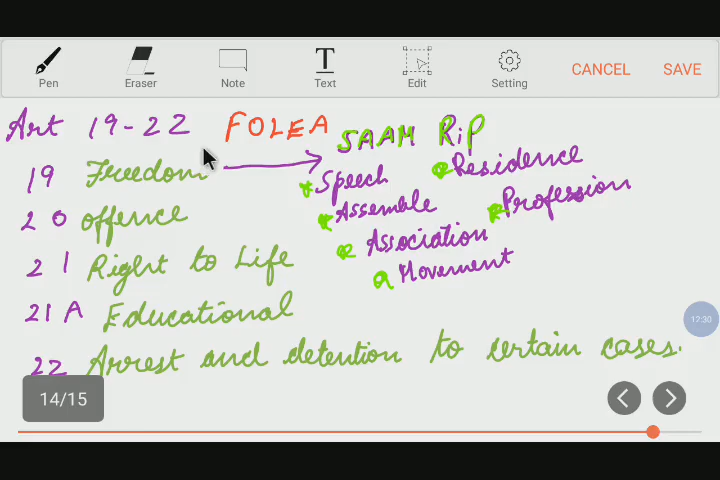 Pen Eraser Note Text Edit Setting CANCEL SAVE
Art 19-22 FOLEA SAAM RiP
19 Freedom Speech Residence
20 offence Assemble Profession
21 Right to Life Association
Movement
21 A Educational
12:30
22 Arrest and detention to certain cases.
14/15